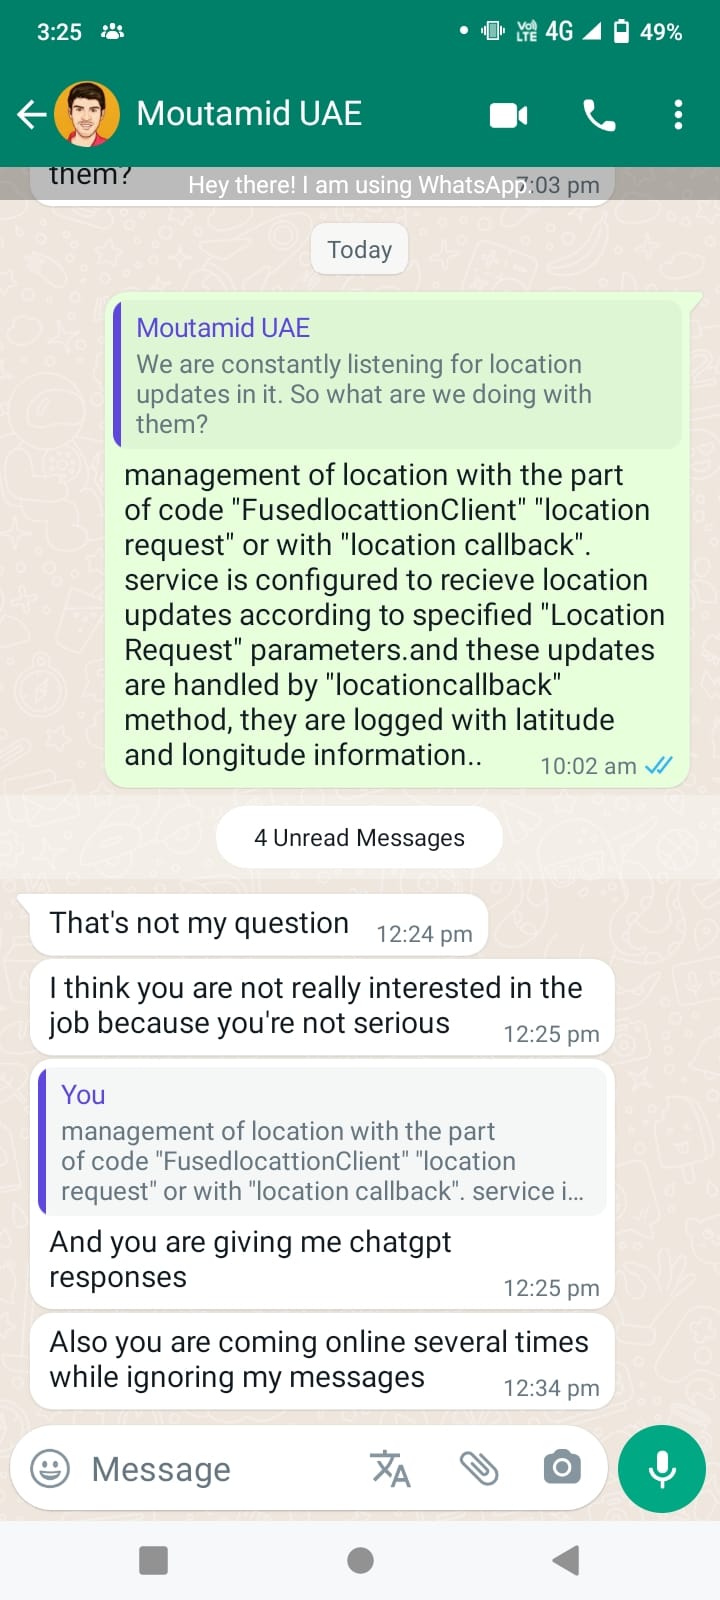 3:25
Vo)) LTE 4G 49%
Moutamid UAE
them?
Hey there! I am using WhatsApp.
7:03 pm
Today
Moutamid UAE
We are constantly listening for location
updates in it. So what are we doing with
them?
management of location with the part
of code "FusedlocattionClient" "location
request" or with "location callback".
service is configured to recieve location
updates according to specified "Location
Request" parameters.and these updates
are handled by "locationcallback"
method, they are logged with latitude
and longitude information..
10:02 am
4 Unread Messages
That's not my question
12:24 pm
I think you are not really interested in the
job because you're not serious
12:25 pm
You
management of location with the part
of code "FusedlocattionClient" "location
request" or with "location callback". service i...
And you are giving me chatgpt
responses
12:25 pm
Also you are coming online several times
while ignoring my messages
12:34 pm
Message